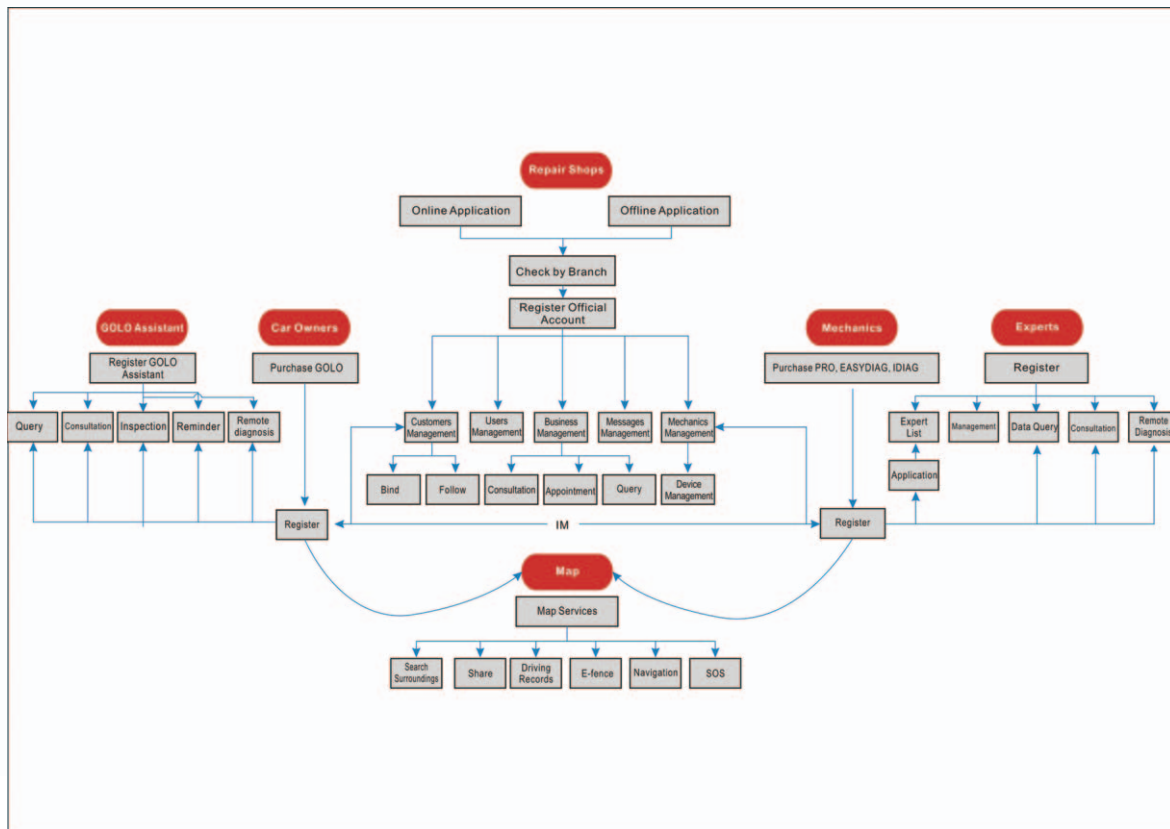 Repair Shops
Online Application
Offline Application
Check by Branch
Register Official
Account
GOLO Assistant
Car Owners
Mechanics
Experts
Register GOLO
Assistant
Purchase GOLO
Purchase PRO, EASYDIAG, IDIAG
Register
Query
Consultation
Inspection
Reminder
Remote
diagnosis
Customers
Management
Users
Management
Business
Management
Messages
Management
Mechanics
Management
Expert
List
Management
Data Query
Consultation
Remote
Diagnosis
Bind
Follow
Consultation
Appointment
Query
Device
Management
Application
Register
IM
Register
Map
Map Services
Search
Surroundings
Share
Driving
Records
E-fence
Navigation
SOS